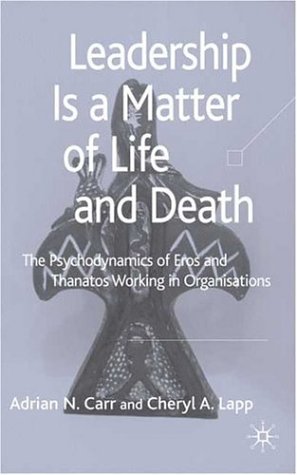 Leadership
Is a Matter
of Life
and Death
The Psychodynamics of Eros and
Thanatos Working in Organisations
Adrian N. Carr and Cheryl A. Lapp